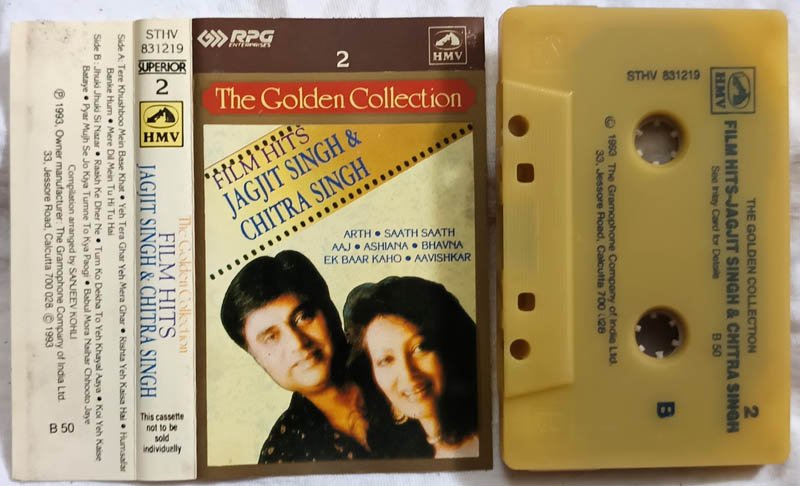 STHV
831219
SUPERIOR
2
HMV
The Golden Collection
FILM HITS
JAGJIT SINGH & CHITRA SINGH
This cassette
not to be
sold
individually
Side A: Tere Khushboo Mein Base Khat • Yeh Tera Ghar Yeh Mera Ghar • Rishta Yeh Kaisa Hai • Humsafar
Banke Hum • Mere Dil Mein Tu Hi Tu Hai
Side B: Jhuki Jhuki Si Nazar • Raakh Ke Dher Ne • Tum Ko Dekha To Yeh Khayal Aaya • Koi Yeh Kaise
Bataye • Pyar Mujh Se Jo Kiya Tumne To Kya Paogi • Babul Mora Naihar Chhooto Jaye
Compilation arranged by SANJEEV KOHLI
℗ 1993, Owner manufacturer: The Gramophone Company of India Ltd.
33, Jessore Road, Calcutta 700 028. © 1993
B 50
RPG
ENTERPRISES
2
HMV
The Golden Collection
FILM HITS
JAGJIT SINGH &
CHITRA SINGH
ARTH • SAATH SAATH
AAJ • ASHIANA • BHAVNA
EK BAAR KAHO • AAVISHKAR
STHV 831219
HMV
2
THE GOLDEN COLLECTION
FILM HITS-JAGJIT SINGH & CHITRA SINGH
See Inlay Card for Details
B 50
© 1993 The Gramophone Company of India Ltd.
33, Jessore Road, Calcutta 700 028
B